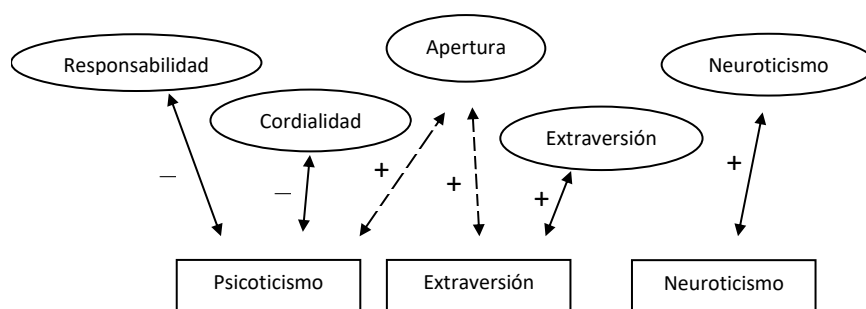 Apertura
Responsabilidad
Neuroticismo
Cordialidad
Extraversión
+
+
+
+
—
—
Psicoticismo
Extraversión
Neuroticismo